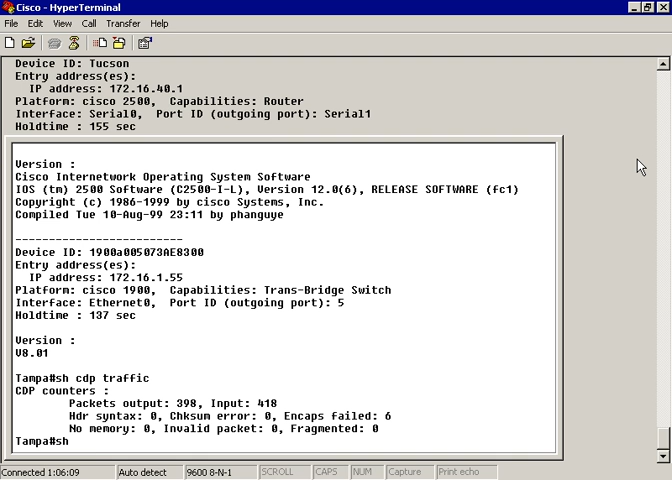 Cisco - HyperTerminal
File Edit View Call Transfer Help
Device ID: Tucson
Entry address(es):
IP address: 172.16.40.1
Platform: cisco 2500, Capabilities: Router
Interface: Serial0, Port ID (outgoing port): Serial1
Holdtime : 155 sec
Version :
Cisco Internetwork Operating System Software
IOS (tm) 2500 Software (C2500-I-L), Version 12.0(6), RELEASE SOFTWARE (fc1)
Copyright (c) 1986-1999 by cisco Systems, Inc.
Compiled Tue 10-Aug-99 23:11 by phanguye
-------------------------
Device ID: 1900a005073AE8300
Entry address(es):
IP address: 172.16.1.55
Platform: cisco 1900, Capabilities: Trans-Bridge Switch
Interface: Ethernet0, Port ID (outgoing port): 5
Holdtime : 137 sec
Version :
V8.01
Tampa#sh cdp traffic
CDP counters :
Packets output: 398, Input: 418
Hdr syntax: 0, Chksum error: 0, Encaps failed: 6
No memory: 0, Invalid packet: 0, Fragmented: 0
Tampa#sh
Connected 1:06:09 Auto detect 9600 8-N-1 SCROLL CAPS NUM Capture Print echo